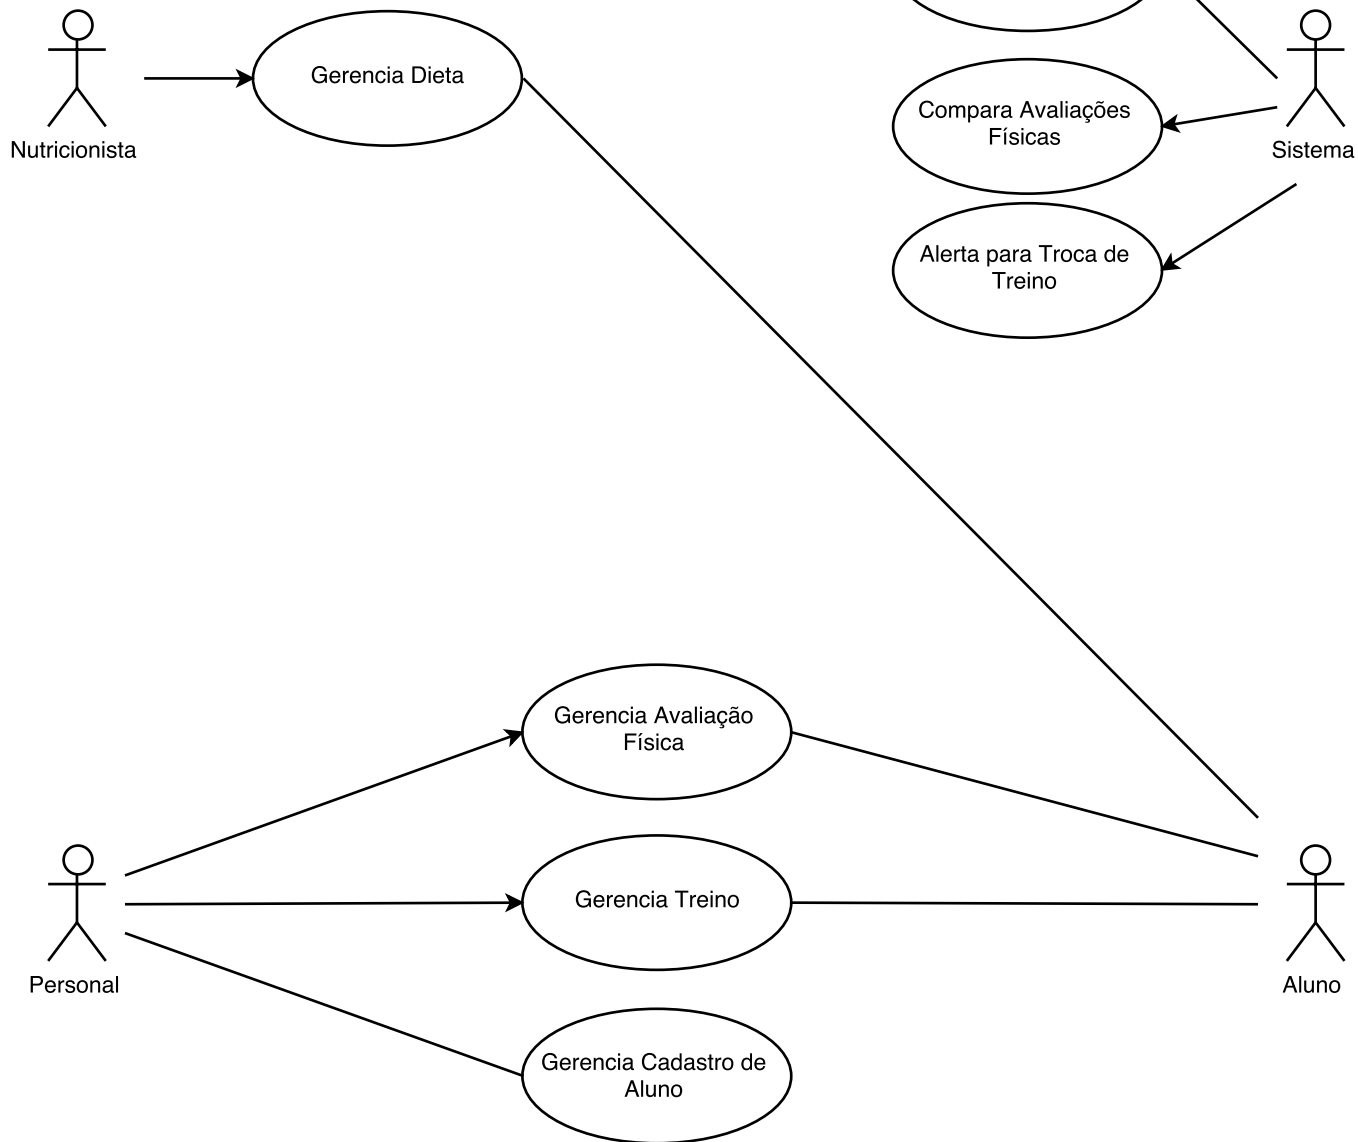 Gerencia Dieta
Nutricionista
Compara Avaliações
Físicas
Sistema
Alerta para Troca de
Treino
Gerencia Avaliação
Física
Gerencia Treino
Personal
Aluno
Gerencia Cadastro de
Aluno